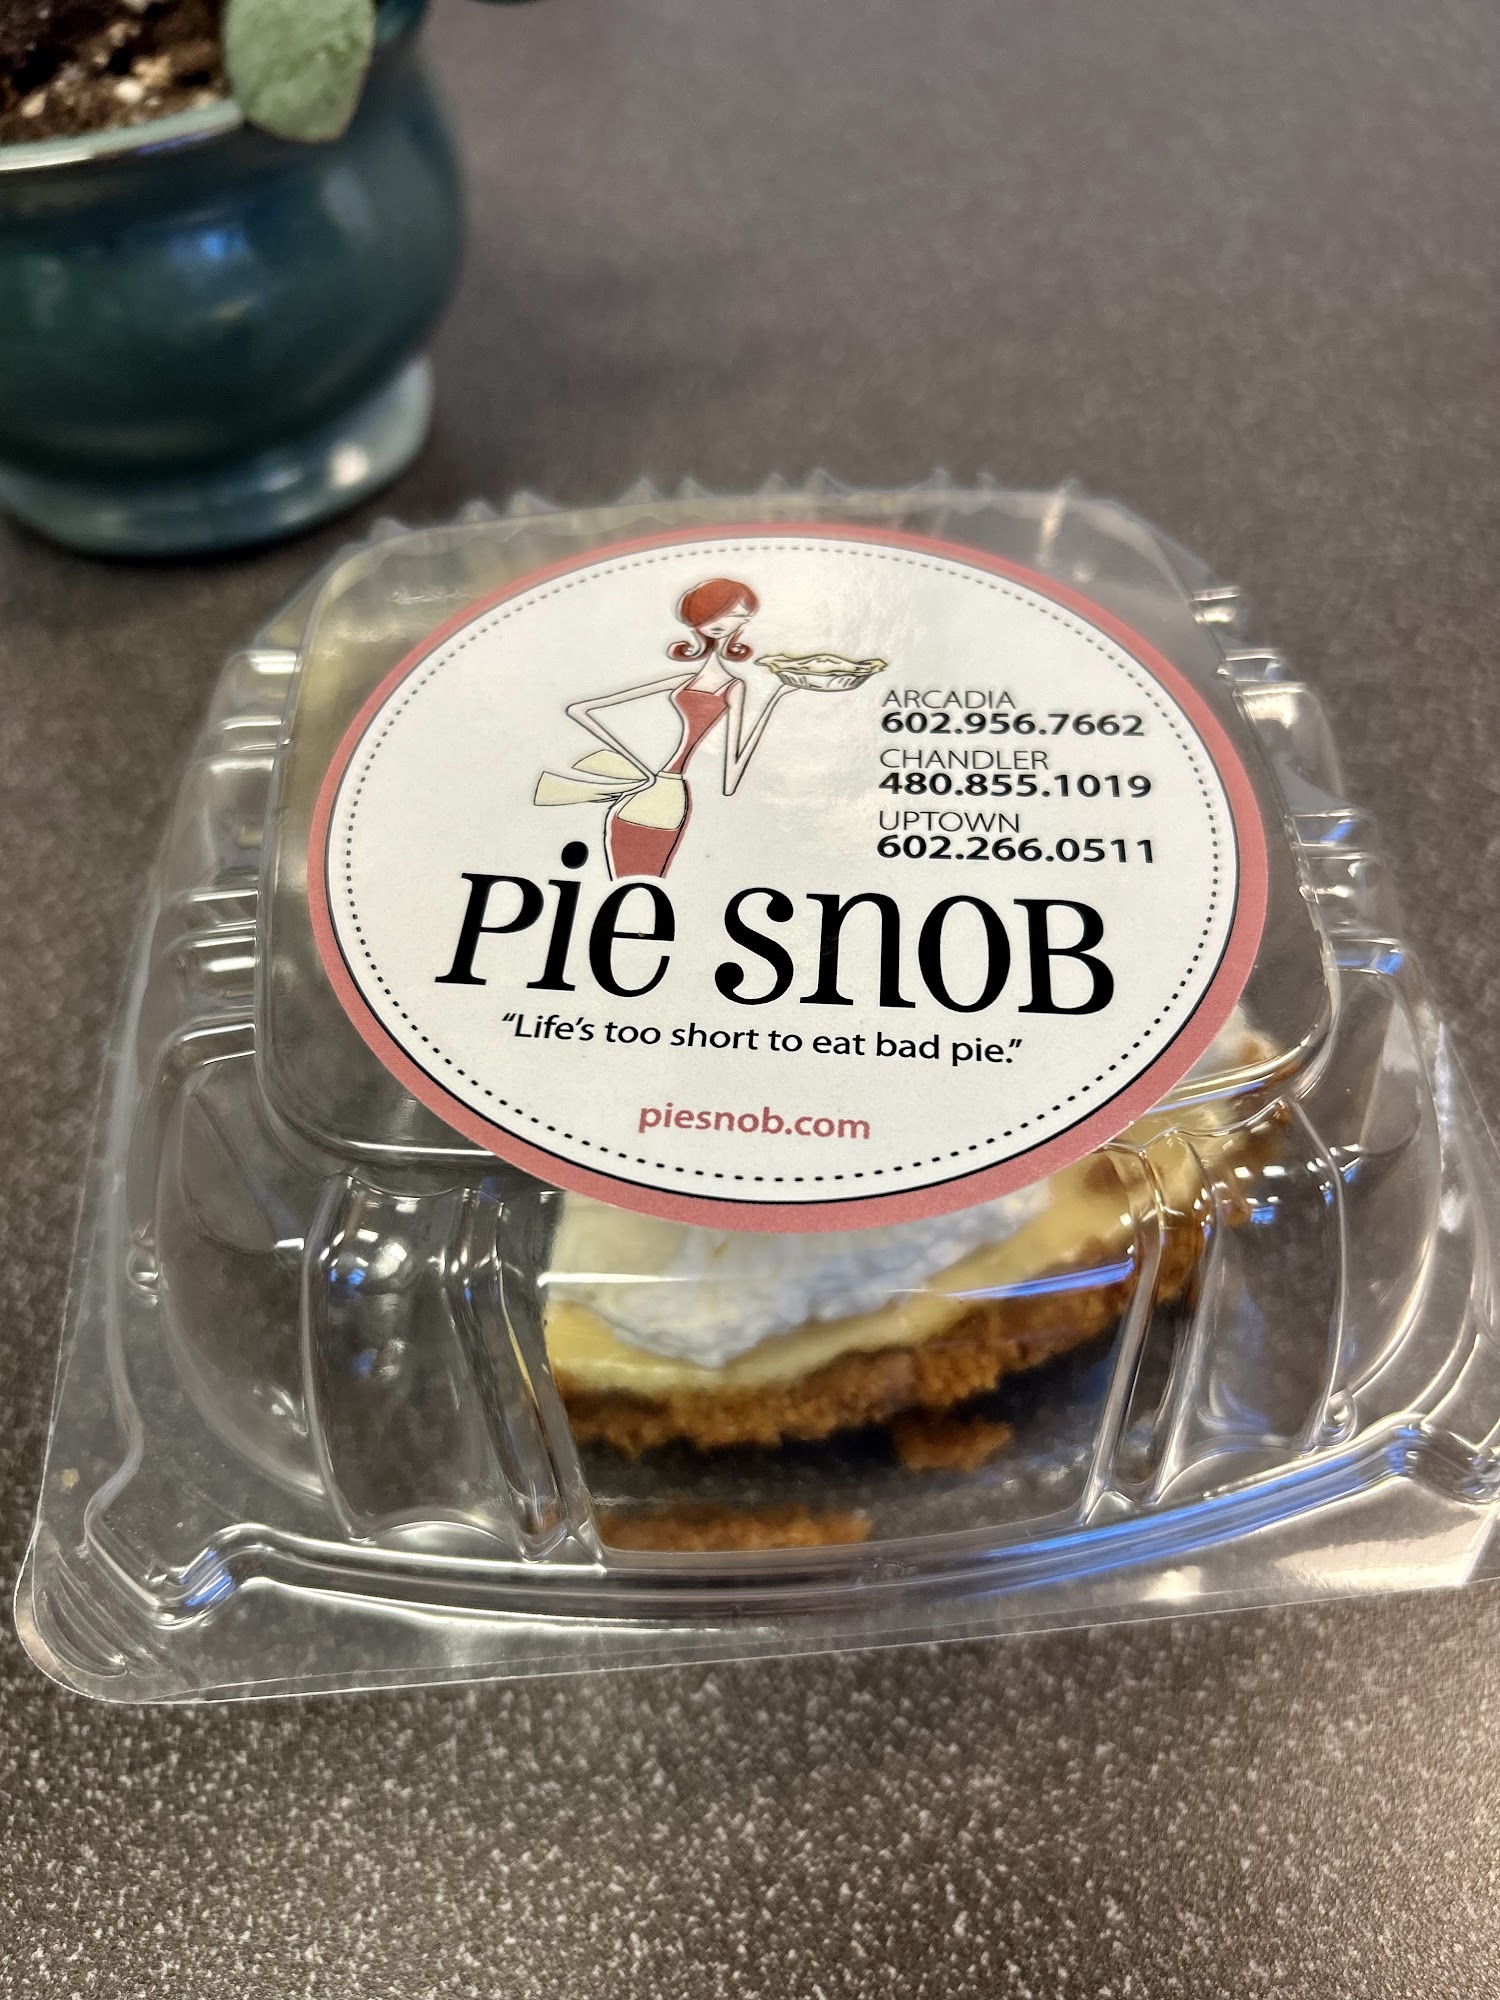 ARCADIA
602.956.7662
CHANDLER
480.855.1019
UPTOWN
602.266.0511
Pie SNOB
“Life’s too short to eat bad pie.”
piesnob.com